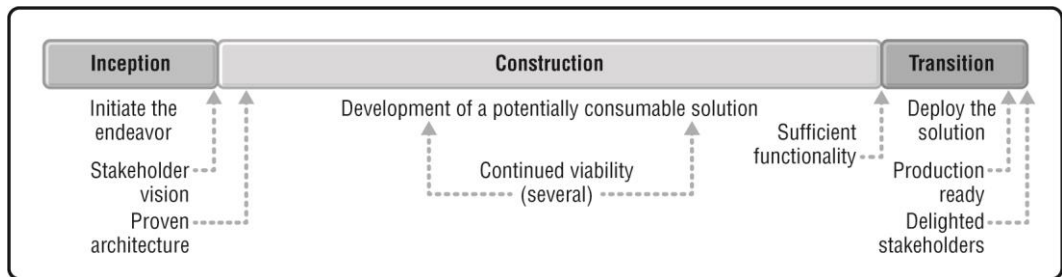 Inception
Construction
Transition
Initiate the
endeavor
Development of a potentially consumable solution
Deploy the
solution
Stakeholder
vision
Proven
architecture
Continued viability
(several)
Sufficient
functionality
Production
ready
Delighted
stakeholders